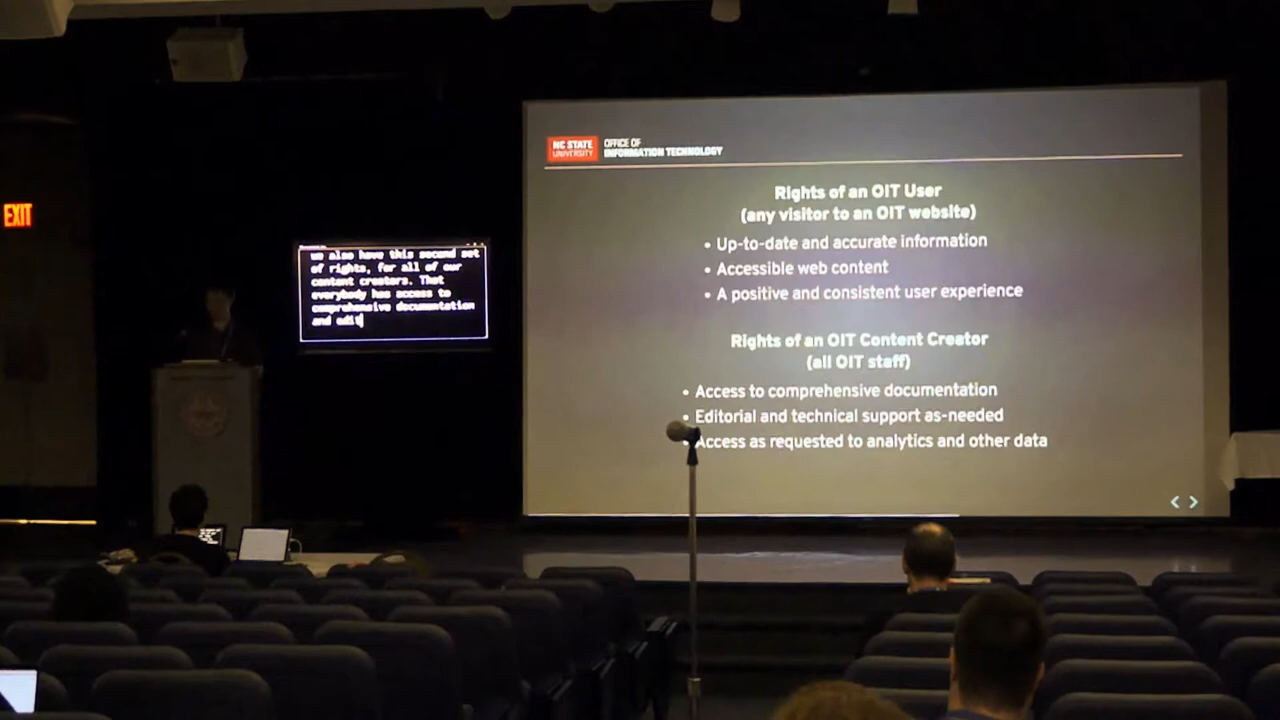 EXIT
we also have this second set
of rights, for all of our
content creators. That
everybody has access to
comprehensive documentation
and edit
NC STATE
UNIVERSITY
OFFICE OF
INFORMATION TECHNOLOGY
Rights of an OIT User
(any visitor to an OIT website)
• Up-to-date and accurate information
• Accessible web content
• A positive and consistent user experience
Rights of an OIT Content Creator
(all OIT staff)
• Access to comprehensive documentation
• Editorial and technical support as-needed
• Access as requested to analytics and other data